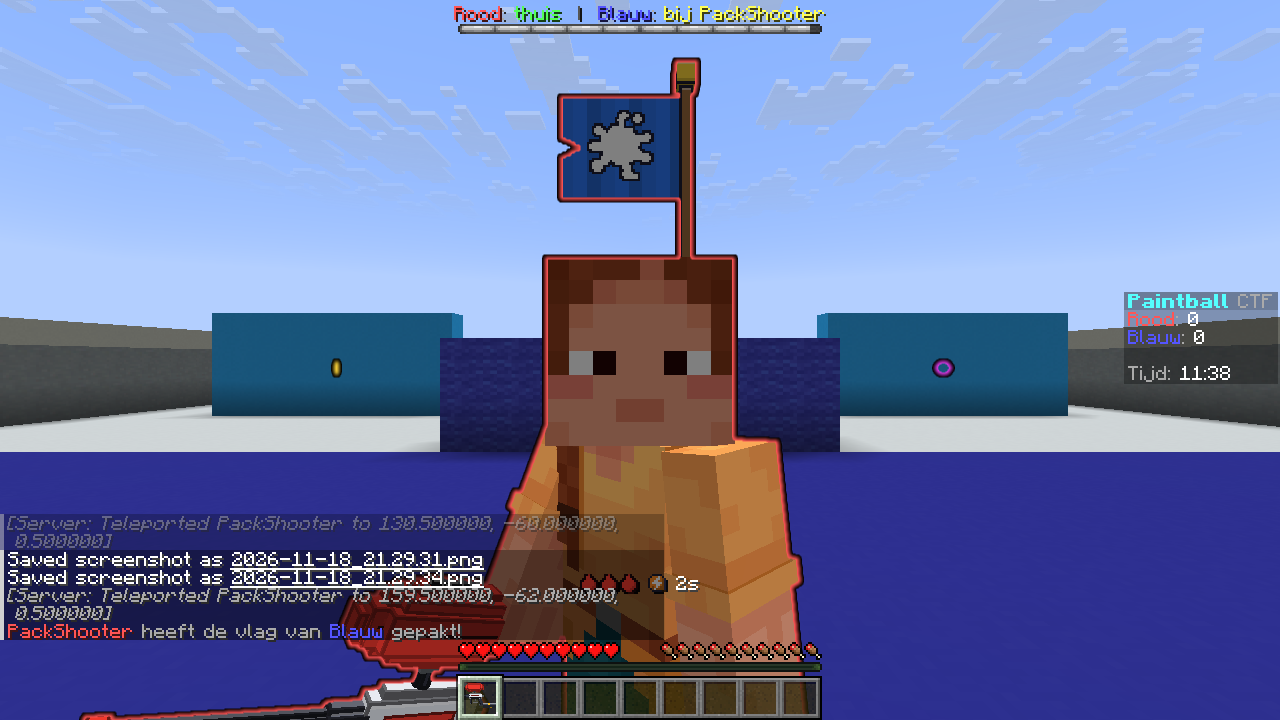 Rood: thuis | Blauw: bij PackShooter
Paintball CTF
Rood: 0
Blauw: 0
Tijd: 11:38
[Server: Teleported PackShooter to 130.500000, -60.000000,
0.500000]
Saved screenshot as 2026-11-18_21.29.31.png
Saved screenshot as 2026-11-18_21.29.34.png
[Server: Teleported PackShooter to 159.500000, -62.000000,
0.500000]
PackShooter heeft de vlag van Blauw gepakt!
2s